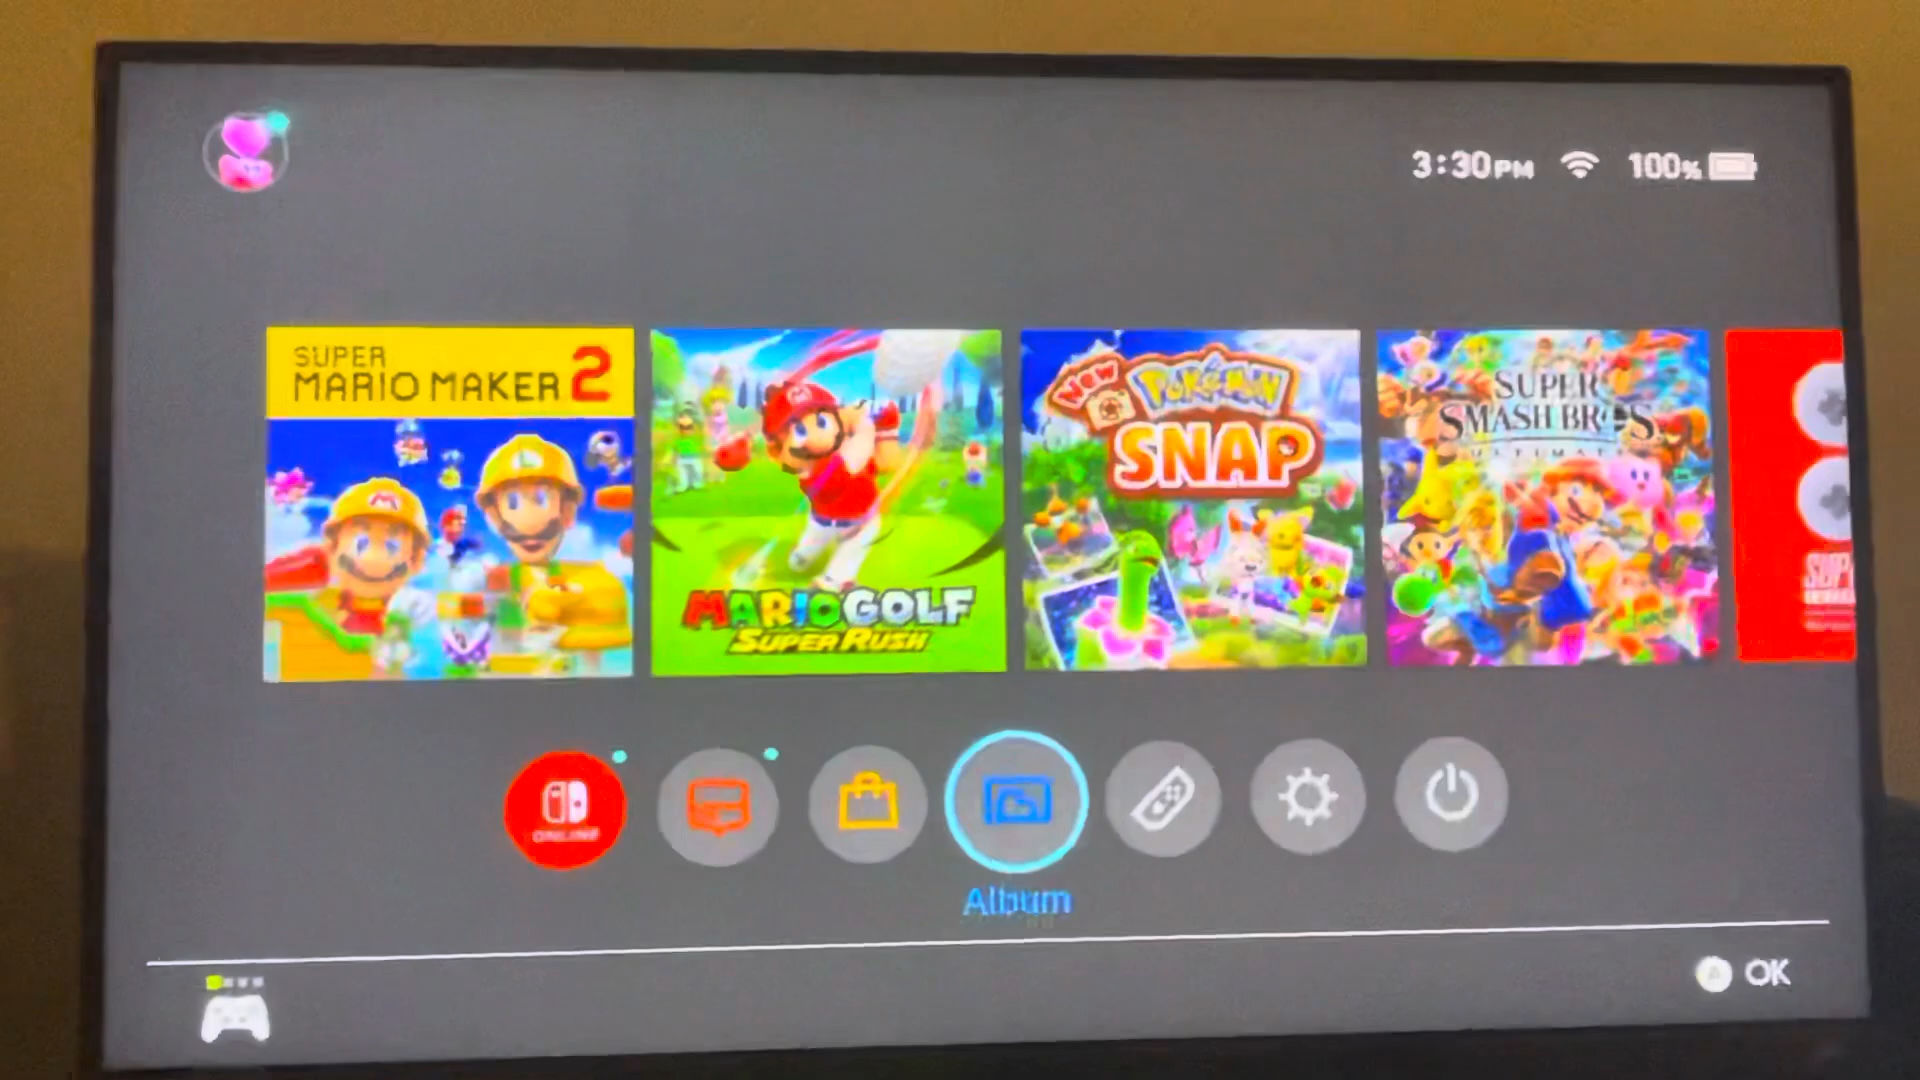 3:30PM
100%
SUPER
MARIO MAKER 2
MARIO GOLF
SUPER RUSH
New
POKÉMON
SNAP
SUPER
SMASH BROS.
ULTIMATE
ONLINE
Album
A OK